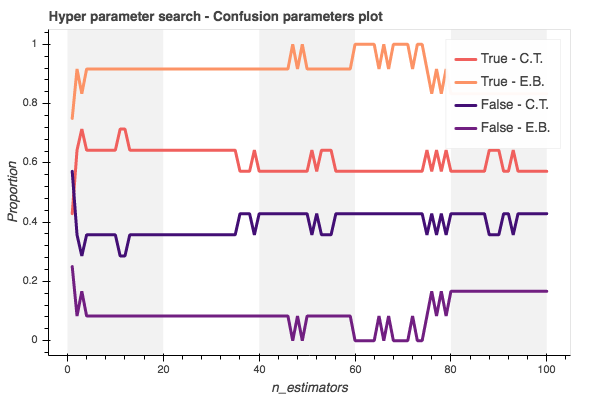 Hyper parameter search - Confusion parameters plot
True - C.T.
True - E.B.
False - C.T.
False - E.B.
1
0.8
0.6
0.4
0.2
0
Proportion
0 20 40 60 80 100
n_estimators